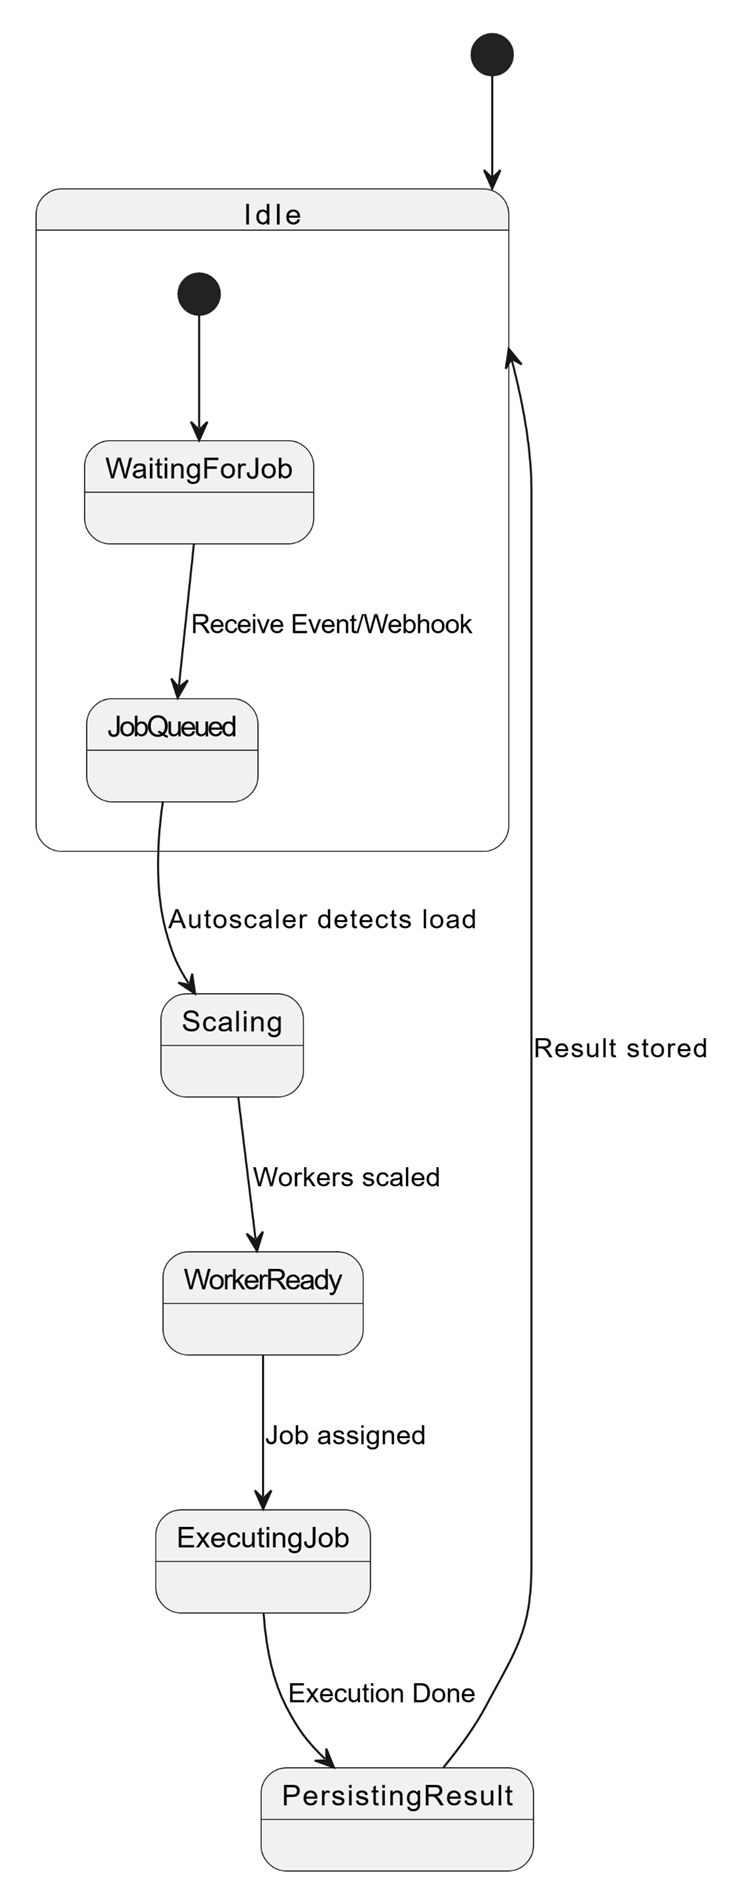 Idle
WaitingForJob
Receive Event/Webhook
JobQueued
Autoscaler detects load
Scaling
Result stored
Workers scaled
WorkerReady
Job assigned
ExecutingJob
Execution Done
PersistingResult